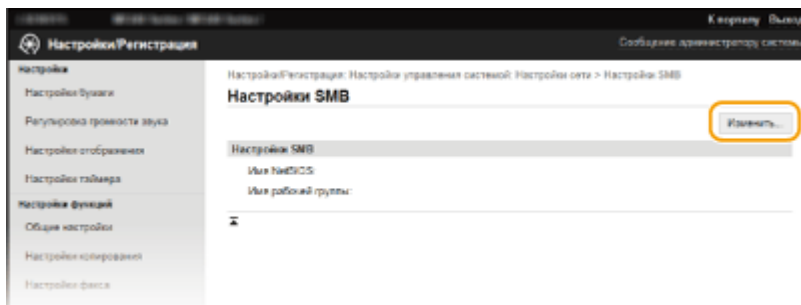 К порталу Выход
Настройки/Регистрация
Сообщение администратору системы
Настройки
Настройки бумаги
Регулировка громкости звука
Настройки отображения
Настройки таймера
Настройки функций
Общие настройки
Настройки копирования
Настройки факса
Настройки/Регистрация: Настройки управления системой: Настройки сети > Настройки SMB
Настройки SMB
Изменить...
Настройки SMB
Имя NetBIOS:
Имя рабочей группы: